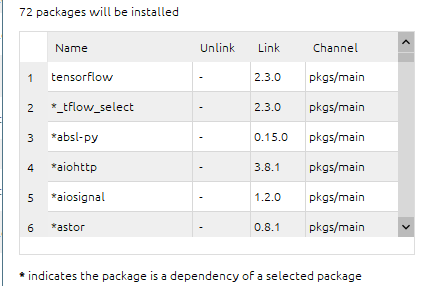 72 packages will be installed
Name Unlink Link Channel
1 tensorflow - 2.3.0 pkgs/main
2 *_tflow_select - 2.3.0 pkgs/main
3 *absl-py - 0.15.0 pkgs/main
4 *aiohttp - 3.8.1 pkgs/main
5 *aiosignal - 1.2.0 pkgs/main
6 *astor - 0.8.1 pkgs/main
* indicates the package is a dependency of a selected package